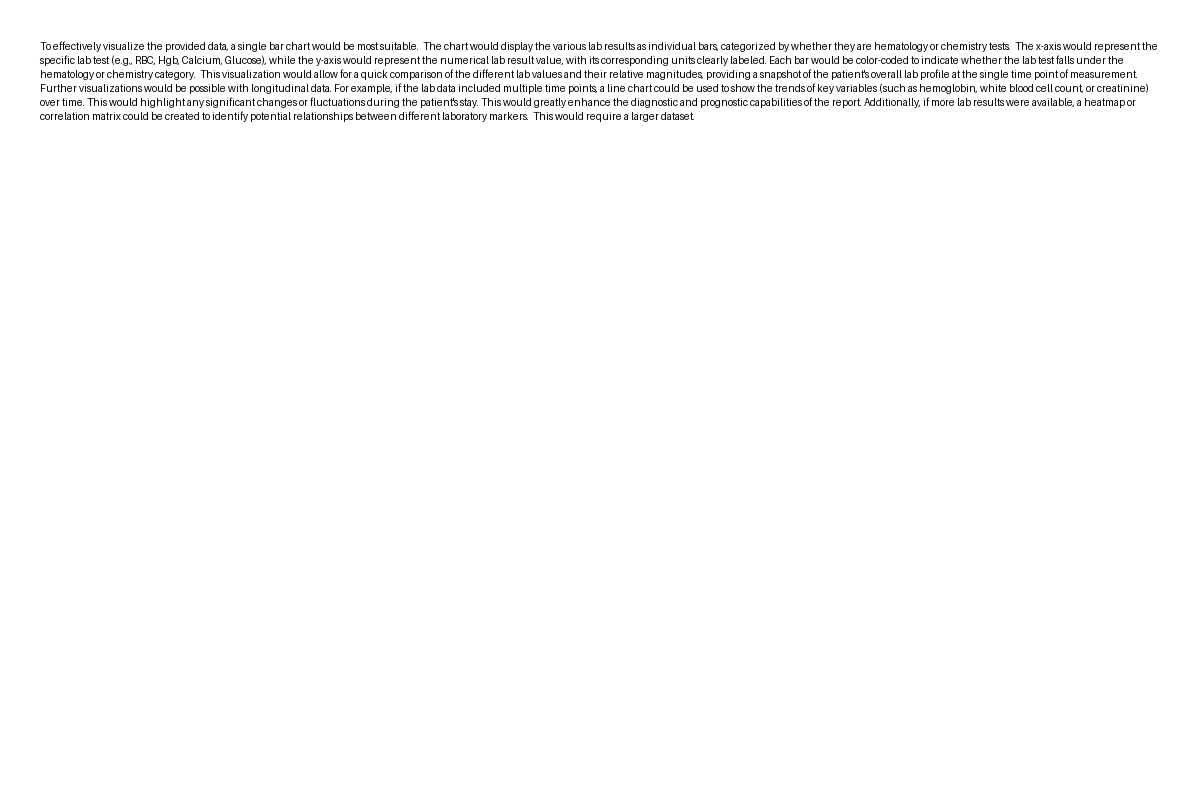 To effectively visualize the provided data, a single bar chart would be most suitable.  The chart would display the various lab results as individual bars, categorized by whether they are hematology or chemistry tests.  The x-axis would represent the
specific lab test (e.g., RBC, Hgb, Calcium, Glucose), while the y-axis would represent the numerical lab result value, with its corresponding units clearly labeled. Each bar would be color-coded to indicate whether the lab test falls under the
hematology or chemistry category.  This visualization would allow for a quick comparison of the different lab values and their relative magnitudes, providing a snapshot of the patient's overall lab profile at the single time point of measurement.
Further visualizations would be possible with longitudinal data. For example, if the lab data included multiple time points, a line chart could be used to show the trends of key variables (such as hemoglobin, white blood cell count, or creatinine)
over time. This would highlight any significant changes or fluctuations during the patient's stay. This would greatly enhance the diagnostic and prognostic capabilities of the report. Additionally, if more lab results were available, a heatmap or
correlation matrix could be created to identify potential relationships between different laboratory markers.  This would require a larger dataset.